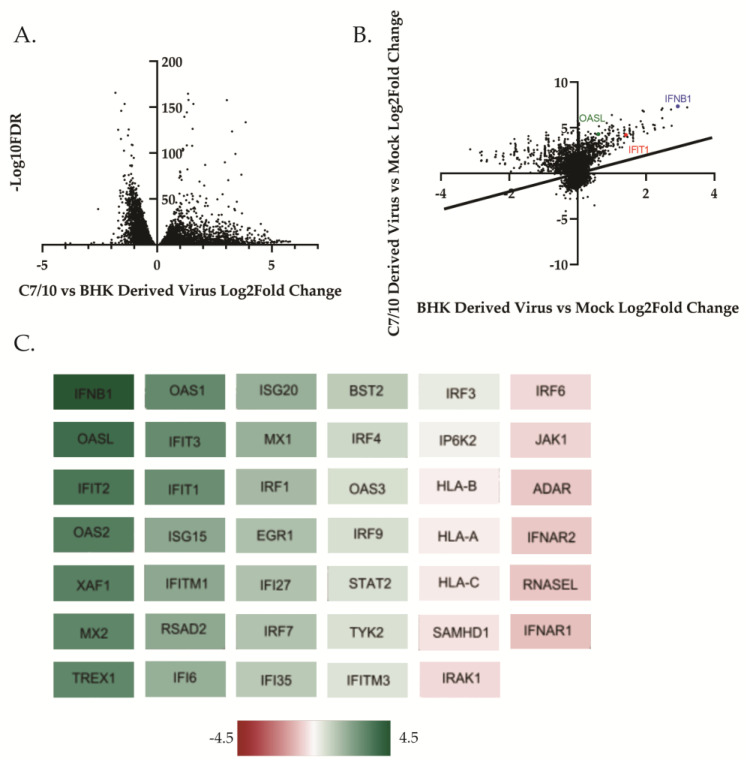 A.
200
150
100
50
-Log10FDR
-5
0
5
C7/10 vs BHK Derived Virus Log2Fold Change
B.
C7/10 Derived Virus vs Mock Log2Fold Change
10
5
0
-5
-10
-4
-2
2
4
IFNB1
OASL
IFIT1
BHK Derived Virus vs Mock Log2Fold Change
C.
IFNB1 OAS1 ISG20 BST2 IRF3 IRF6
OASL IFIT3 MX1 IRF4 IP6K2 JAK1
IFIT2 IFIT1 IRF1 OAS3 HLA-B ADAR
OAS2 ISG15 EGR1 IRF9 HLA-A IFNAR2
XAF1 IFITM1 IFI27 STAT2 HLA-C RNASEL
MX2 RSAD2 IRF7 TYK2 SAMHD1 IFNAR1
TREX1 IFI6 IFI35 IFITM3 IRAK1
-4.5 4.5